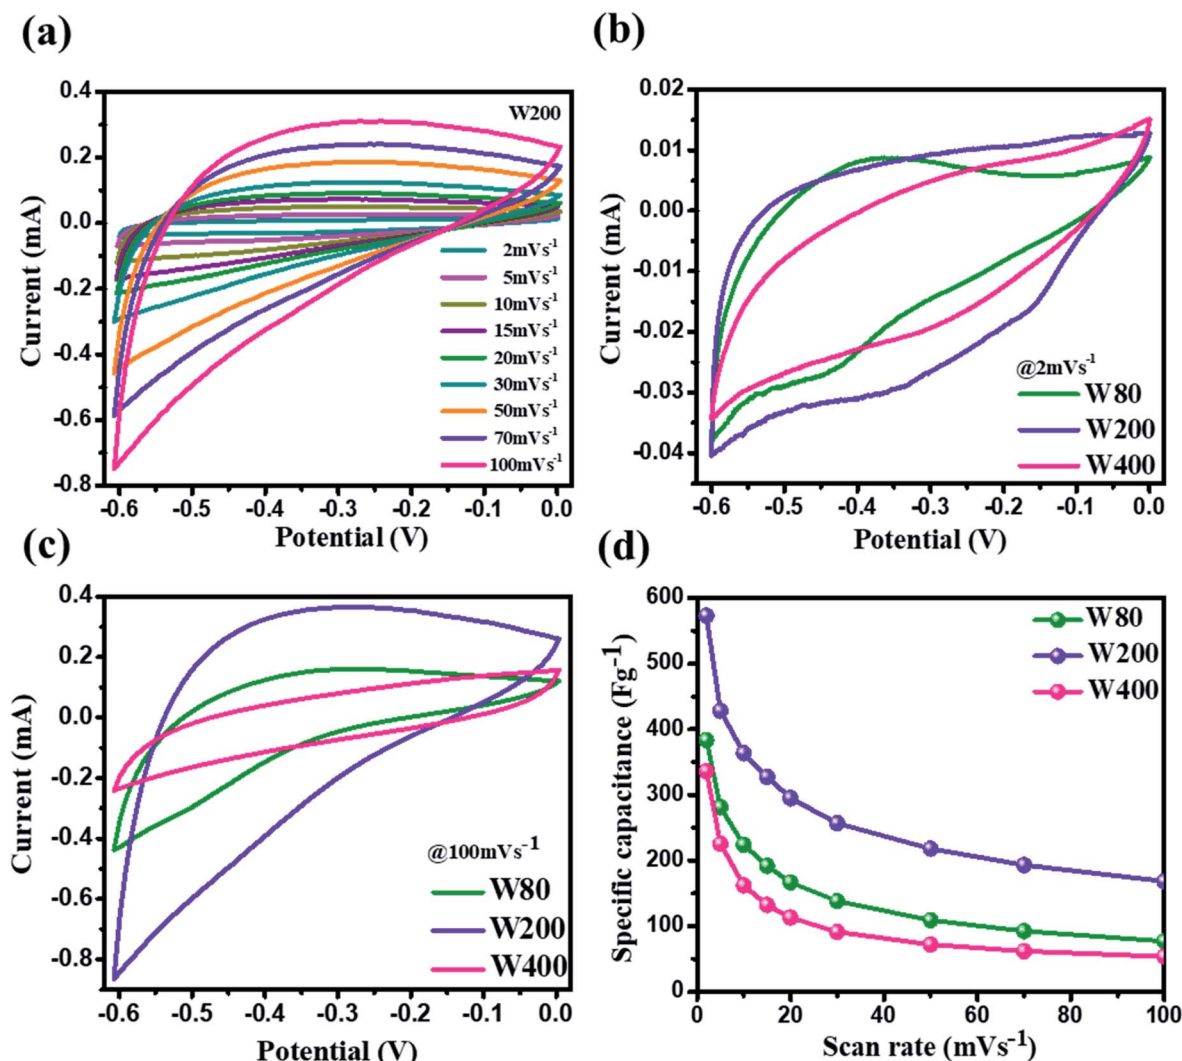 (a)
W200
0.4
0.2
0.0
-0.2
-0.4
-0.6
-0.8
Current (mA)
2mVs-1
5mVs-1
10mVs-1
15mVs-1
20mVs-1
30mVs-1
50mVs-1
70mVs-1
100mVs-1
-0.6 -0.5 -0.4 -0.3 -0.2 -0.1 0.0
Potential (V)
(b)
0.02
0.01
0.00
-0.01
-0.02
-0.03
-0.04
Current (mA)
@2mVs-1
W80
W200
W400
-0.6 -0.5 -0.4 -0.3 -0.2 -0.1 0.0
Potential (V)
(c)
0.4
0.2
0.0
-0.2
-0.4
-0.6
-0.8
Current (mA)
@100mVs-1
W80
W200
W400
-0.6 -0.5 -0.4 -0.3 -0.2 -0.1 0.0
Potential (V)
(d)
600
500
400
300
200
100
0
Specific capacitance (Fg-1)
W80
W200
W400
0 20 40 60 80 100
Scan rate (mVs-1)